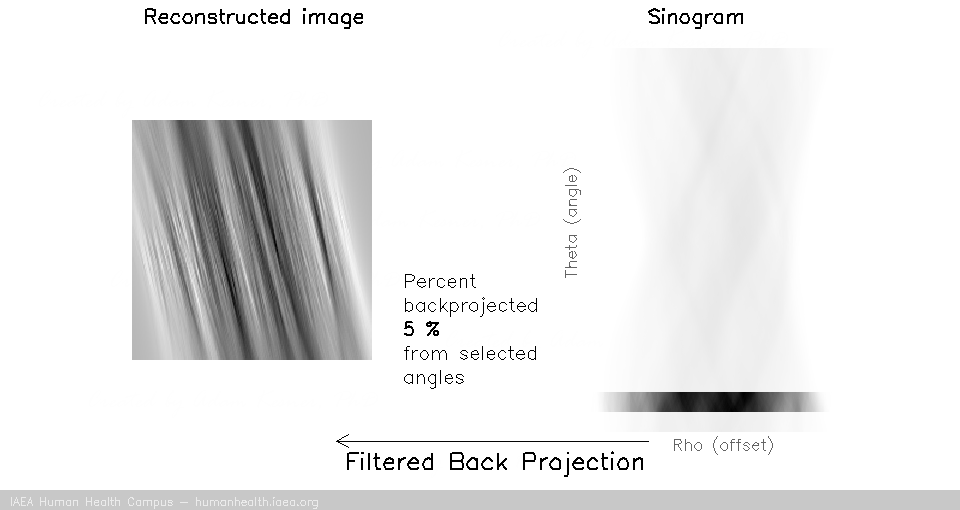 Reconstructed image
Sinogram
Theta (angle)
Percent
backprojected
5 %
from selected
angles
Rho (offset)
Filtered Back Projection
IAEA Human Health Campus – humanhealth.iaea.org